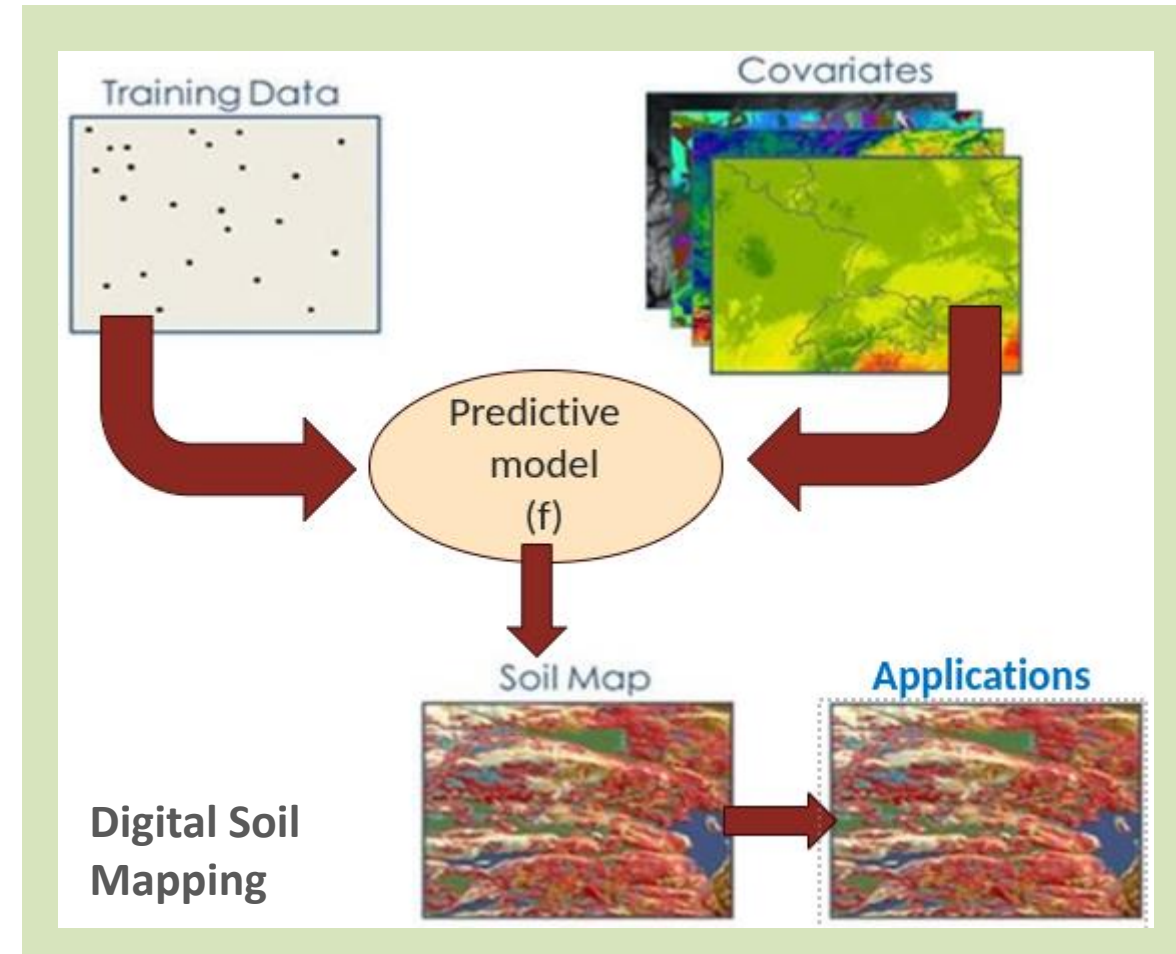 Training Data
Covariates
Predictive
model
(f)
Soil Map
Applications
Digital Soil
Mapping